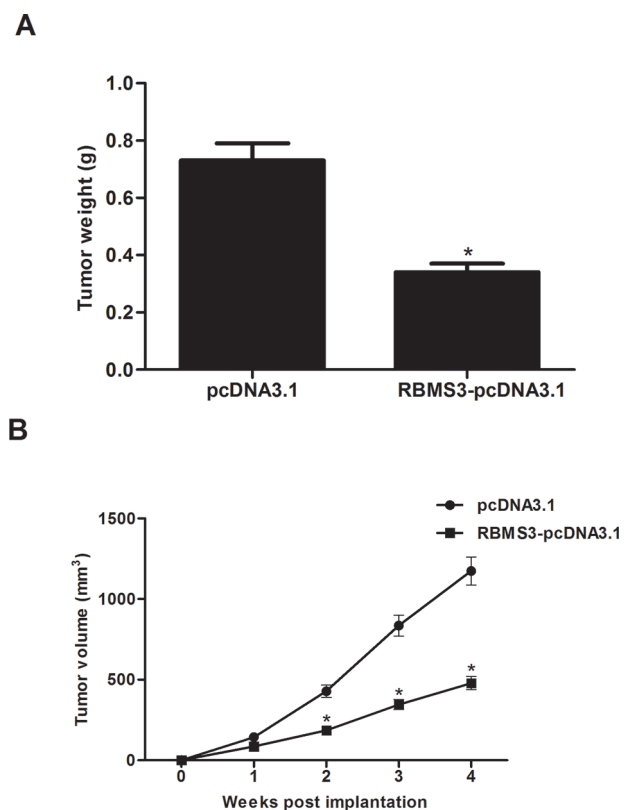 A
Tumor weight (g)
1.0
0.8
0.6
0.4
0.2
0.0
*
pcDNA3.1 RBMS3-pcDNA3.1
B
pcDNA3.1
RBMS3-pcDNA3.1
Tumor volume (mm³)
1500
1000
500
0
* * *
0 1 2 3 4
Weeks post implantation